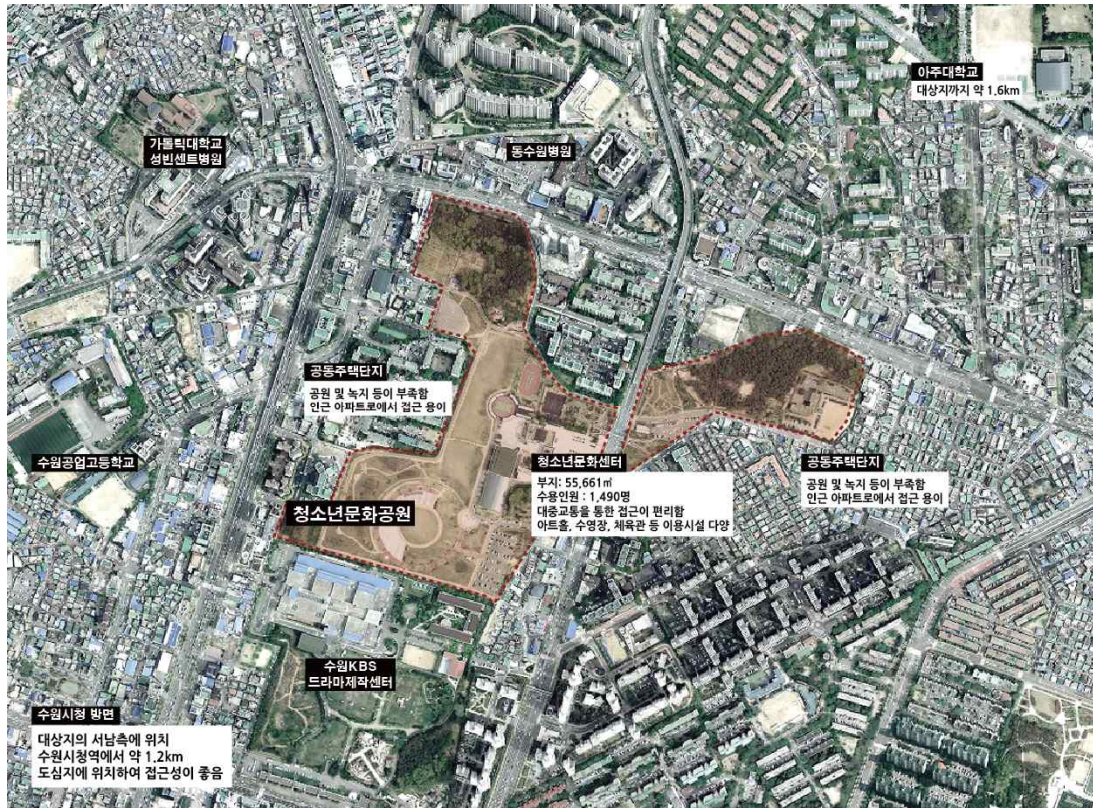 아주대학교
대상지까지 약 1.6km
가톨릭대학교
성빈센트병원
동수원병원
공동주택단지
공원 및 녹지 등이 부족함
인근 아파트로에서 접근 용이
수원공업고등학교
청소년문화센터
부지: 55,661㎡
수용인원 : 1,490명
대중교통을 통한 접근이 편리함
아트홀, 수영장, 체육관 등 이용시설 다양
공동주택단지
공원 및 녹지 등이 부족함
인근 아파트로에서 접근 용이
청소년문화공원
수원KBS
드라마제작센터
수원시청 방면
대상지의 서남측에 위치
수원시청역에서 약 1.2km
도심지에 위치하여 접근성이 좋음